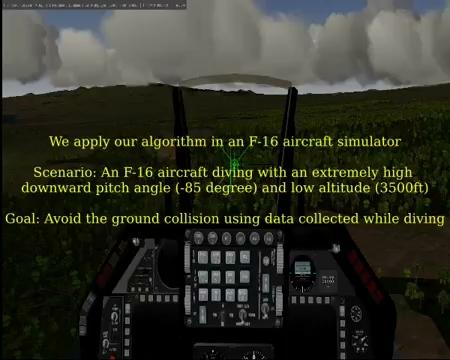 We apply our algorithm in an F-16 aircraft simulator
Scenario: An F-16 aircraft diving with an extremely high
downward pitch angle (-85 degree) and low altitude (3500ft)
Goal: Avoid the ground collision using data collected while diving